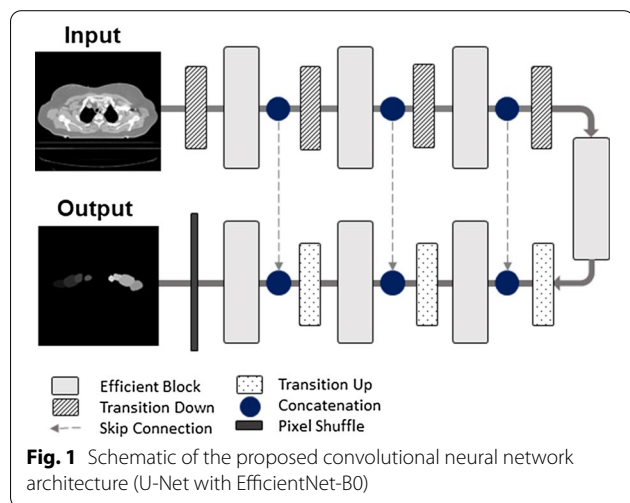 Input
Output
Efficient Block
Transition Up
Transition Down
Concatenation
Skip Connection
Pixel Shuffle
Fig. 1 Schematic of the proposed convolutional neural network
architecture (U-Net with EfficientNet-B0)